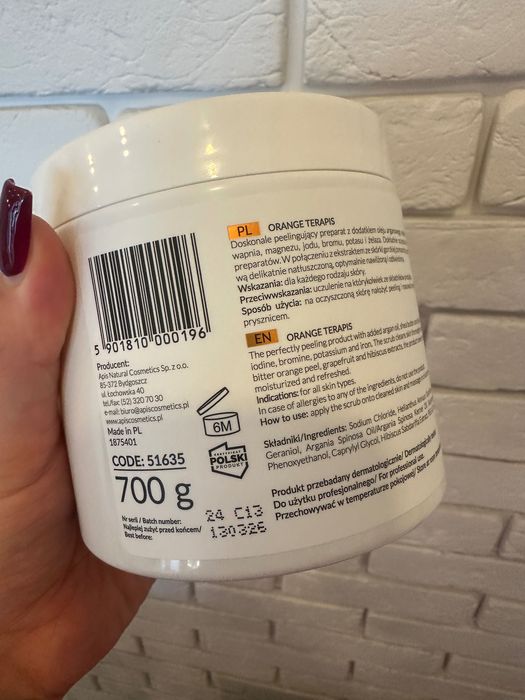 PL ORANGE TERAPIS
Doskonale peelingujący preparat z dodatkiem oleju
wapnia, magnezu, jodu, bromu, potasu i żelaza.
preparatów. W połączeniu z ekstraktem ze skórki gorzkiej
wą delikatnie natłuszczoną, optymalnie nawilżoną i
Wskazania: dla każdego rodzaju skóry.
Przeciwwskazania: uczulenie na którykolwiek ze składników
Sposób użycia: na oczyszczoną skórę nałożyć peeling i
prysznicem.
EN ORANGE TERAPIS
The perfectly peeling product with added argan oil, shea butter
iodine, bromine, potassium and iron. The scrub cleans
bitter orange peel, grapefruit and hibiscus extracts, the product
moisturized and refreshed.
Indications: for all skin types.
In case of allergies to any of the ingredients, do not use the
How to use: apply the scrub onto cleaned skin and massage
Składniki/Ingredients: Sodium Chloride, Helianthus
Geraniol, Argania Spinosa Oil/Argania Spinosa Kernel
Phenoxyethanol, Caprylyl Glycol, Hibiscus Sabdariffa
Produkt przebadany dermatologicznie/
Do użytku profesjonalnego/ For professional use.
Przechowywać w temperaturze pokojowej/ Store
5 901810 000196
Producent:
Apis Natural Cosmetics Sp. z o.o.
85-372 Bydgoszcz
ul. Łochowska 40
tel./fax: (52) 320 70 30
e-mail: biuro@apiscosmetics.pl
www.apiscosmetics.pl
Made in PL
1875401
6M
CODE: 51635
POLSKI
PRODUKT
700 g
Nr serii / Batch number:
Najlepiej zużyć przed końcem/
Best before:
24 C13
130326